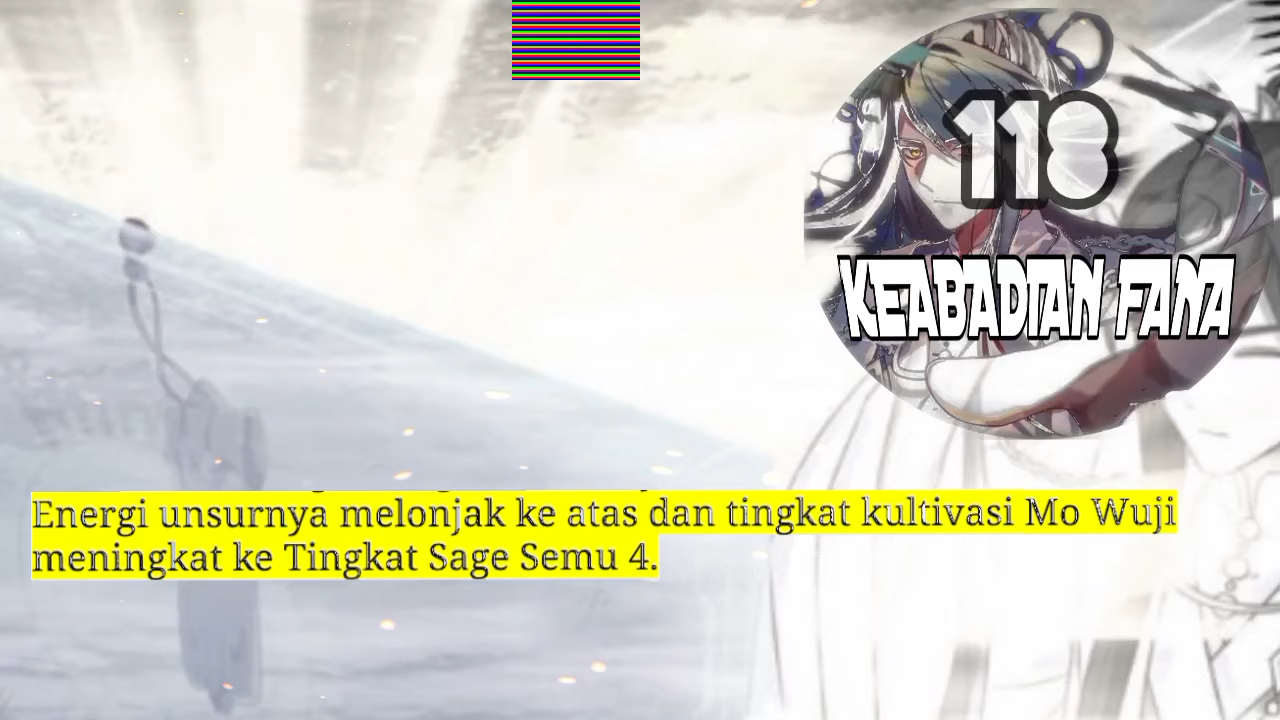 118
KEABADIAN FANA
Energi unsurnya melonjak ke atas dan tingkat kultivasi Mo Wuji
meningkat ke Tingkat Sage Semu 4.